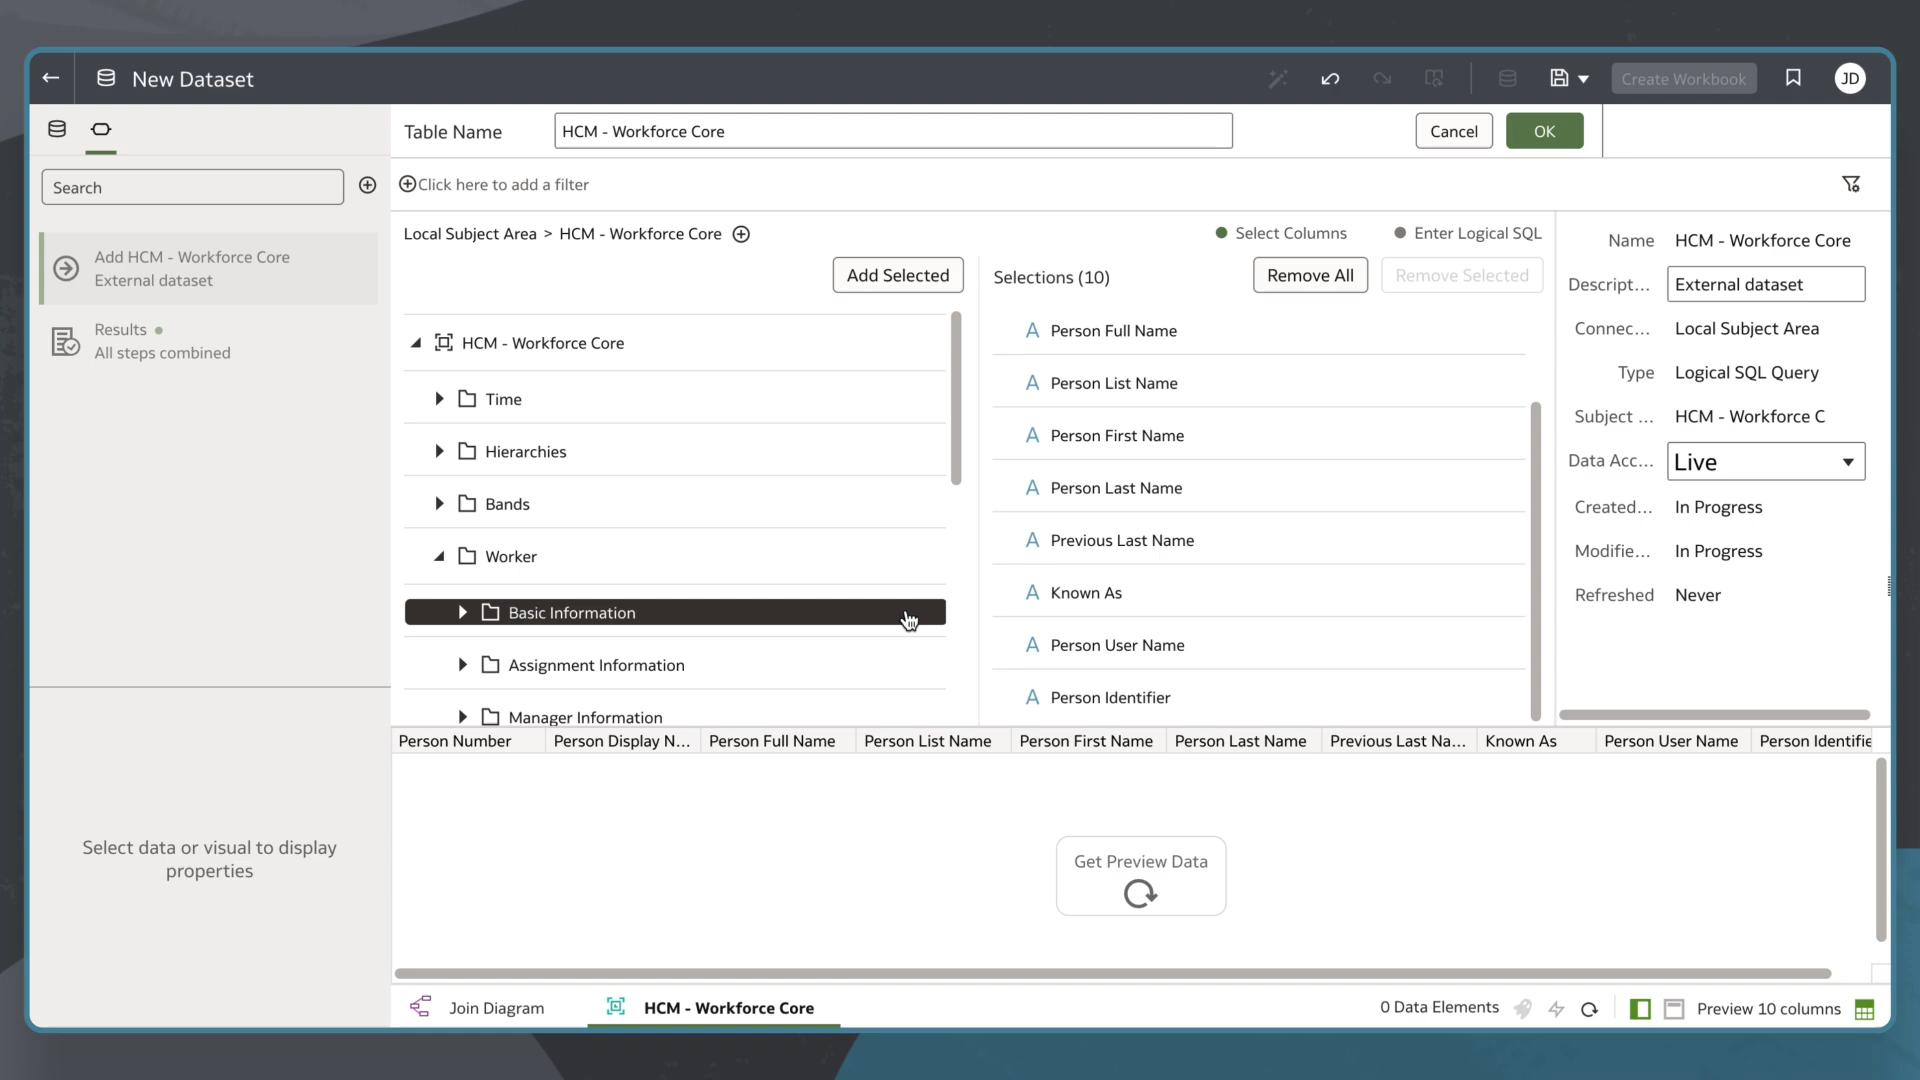 New Dataset
Create Workbook
JD
Table Name
HCM - Workforce Core
Cancel
OK
Search
Click here to add a filter
Add HCM - Workforce Core
External dataset
Results
All steps combined
Select data or visual to display
properties
Local Subject Area > HCM - Workforce Core
Select Columns
Enter Logical SQL
Add Selected
Selections (10)
Remove All
Remove Selected
HCM - Workforce Core
Time
Hierarchies
Bands
Worker
Basic Information
Assignment Information
Manager Information
A Person Full Name
A Person List Name
A Person First Name
A Person Last Name
A Previous Last Name
A Known As
A Person User Name
A Person Identifier
Name HCM - Workforce Core
Descript... External dataset
Connec... Local Subject Area
Type Logical SQL Query
Subject ... HCM - Workforce C
Data Acc... Live
Created... In Progress
Modifie... In Progress
Refreshed Never
Person Number Person Display N... Person Full Name Person List Name Person First Name Person Last Name Previous Last Na... Known As Person User Name Person Identifie
Get Preview Data
Join Diagram
HCM - Workforce Core
0 Data Elements
Preview 10 columns